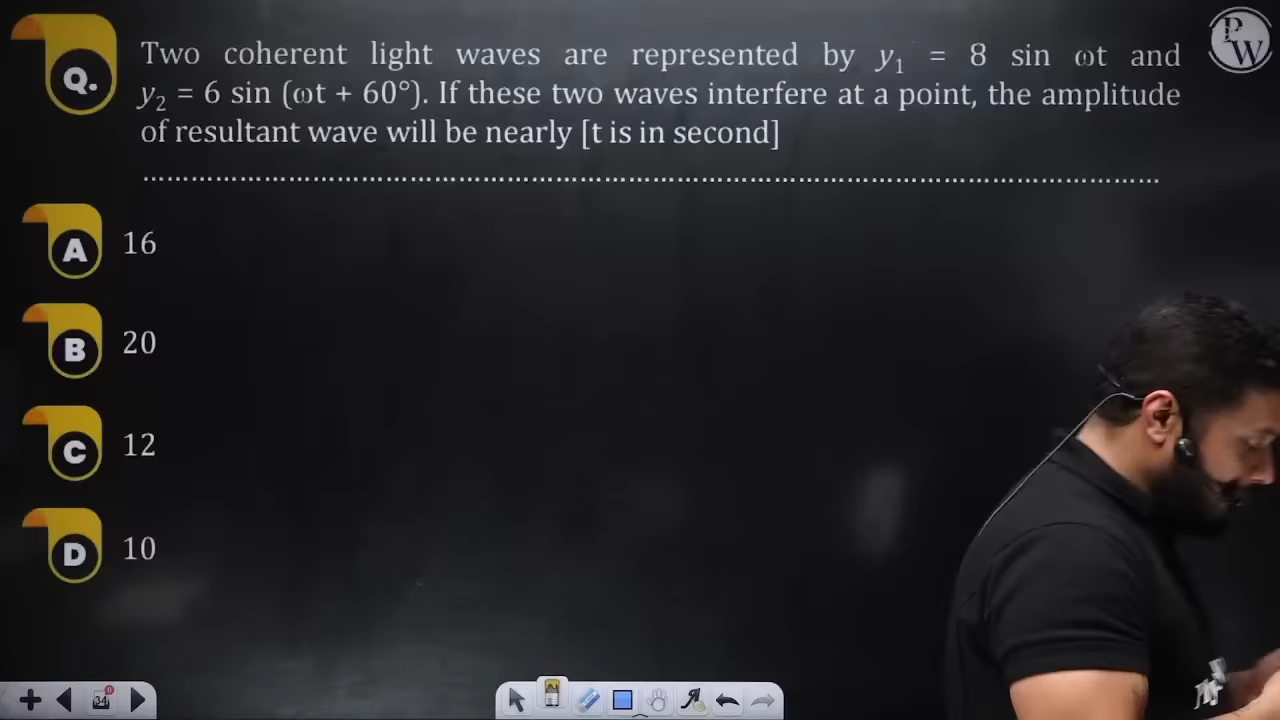 Q.
Two coherent light waves are represented by y₁ = 8 sin ωt and
y₂ = 6 sin (ωt + 60°). If these two waves interfere at a point, the amplitude
of resultant wave will be nearly [t is in second]
A 16
B 20
C 12
D 10
PW
34